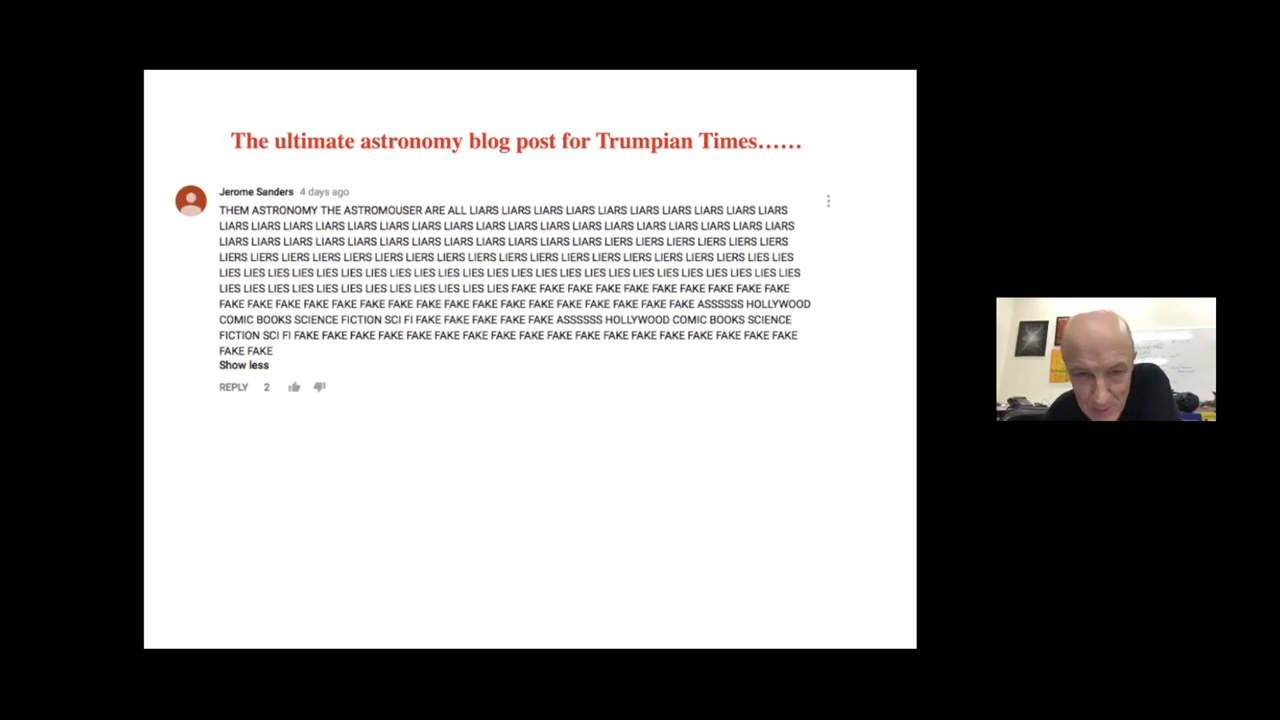 The ultimate astronomy blog post for Trumpian Times……
Jerome Sanders 4 days ago
THEM ASTRONOMY THE ASTROMOUSER ARE ALL LIARS LIARS LIARS LIARS LIARS LIARS LIARS LIARS LIARS LIARS
LIARS LIARS LIARS LIARS LIARS LIARS LIARS LIARS LIARS LIARS LIARS LIARS LIARS LIARS LIARS LIARS LIARS LIARS
LIARS LIARS LIARS LIARS LIARS LIARS LIARS LIARS LIARS LIARS LIARS LIARS LIERS LIERS LIERS LIERS LIERS LIERS
LIERS LIERS LIERS LIERS LIERS LIERS LIERS LIERS LIERS LIERS LIERS LIERS LIERS LIERS LIERS LIERS LIERS LIES LIES
LIES LIES LIES LIES LIES LIES LIES LIES LIES LIES LIES LIES LIES LIES LIES LIES LIES LIES LIES LIES LIES LIES LIES LIES
LIES LIES LIES LIES LIES LIES LIES LIES LIES LIES LIES LIES FAKE FAKE FAKE FAKE FAKE FAKE FAKE FAKE FAKE FAKE
FAKE FAKE FAKE FAKE FAKE FAKE FAKE FAKE FAKE FAKE FAKE FAKE FAKE FAKE FAKE FAKE FAKE ASSSSSS HOLLYWOOD
COMIC BOOKS SCIENCE FICTION SCI FI FAKE FAKE FAKE FAKE FAKE ASSSSSS HOLLYWOOD COMIC BOOKS SCIENCE
FICTION SCI FI FAKE FAKE FAKE FAKE FAKE FAKE FAKE FAKE FAKE FAKE FAKE FAKE FAKE FAKE FAKE FAKE FAKE FAKE
FAKE FAKE
Show less
REPLY 2